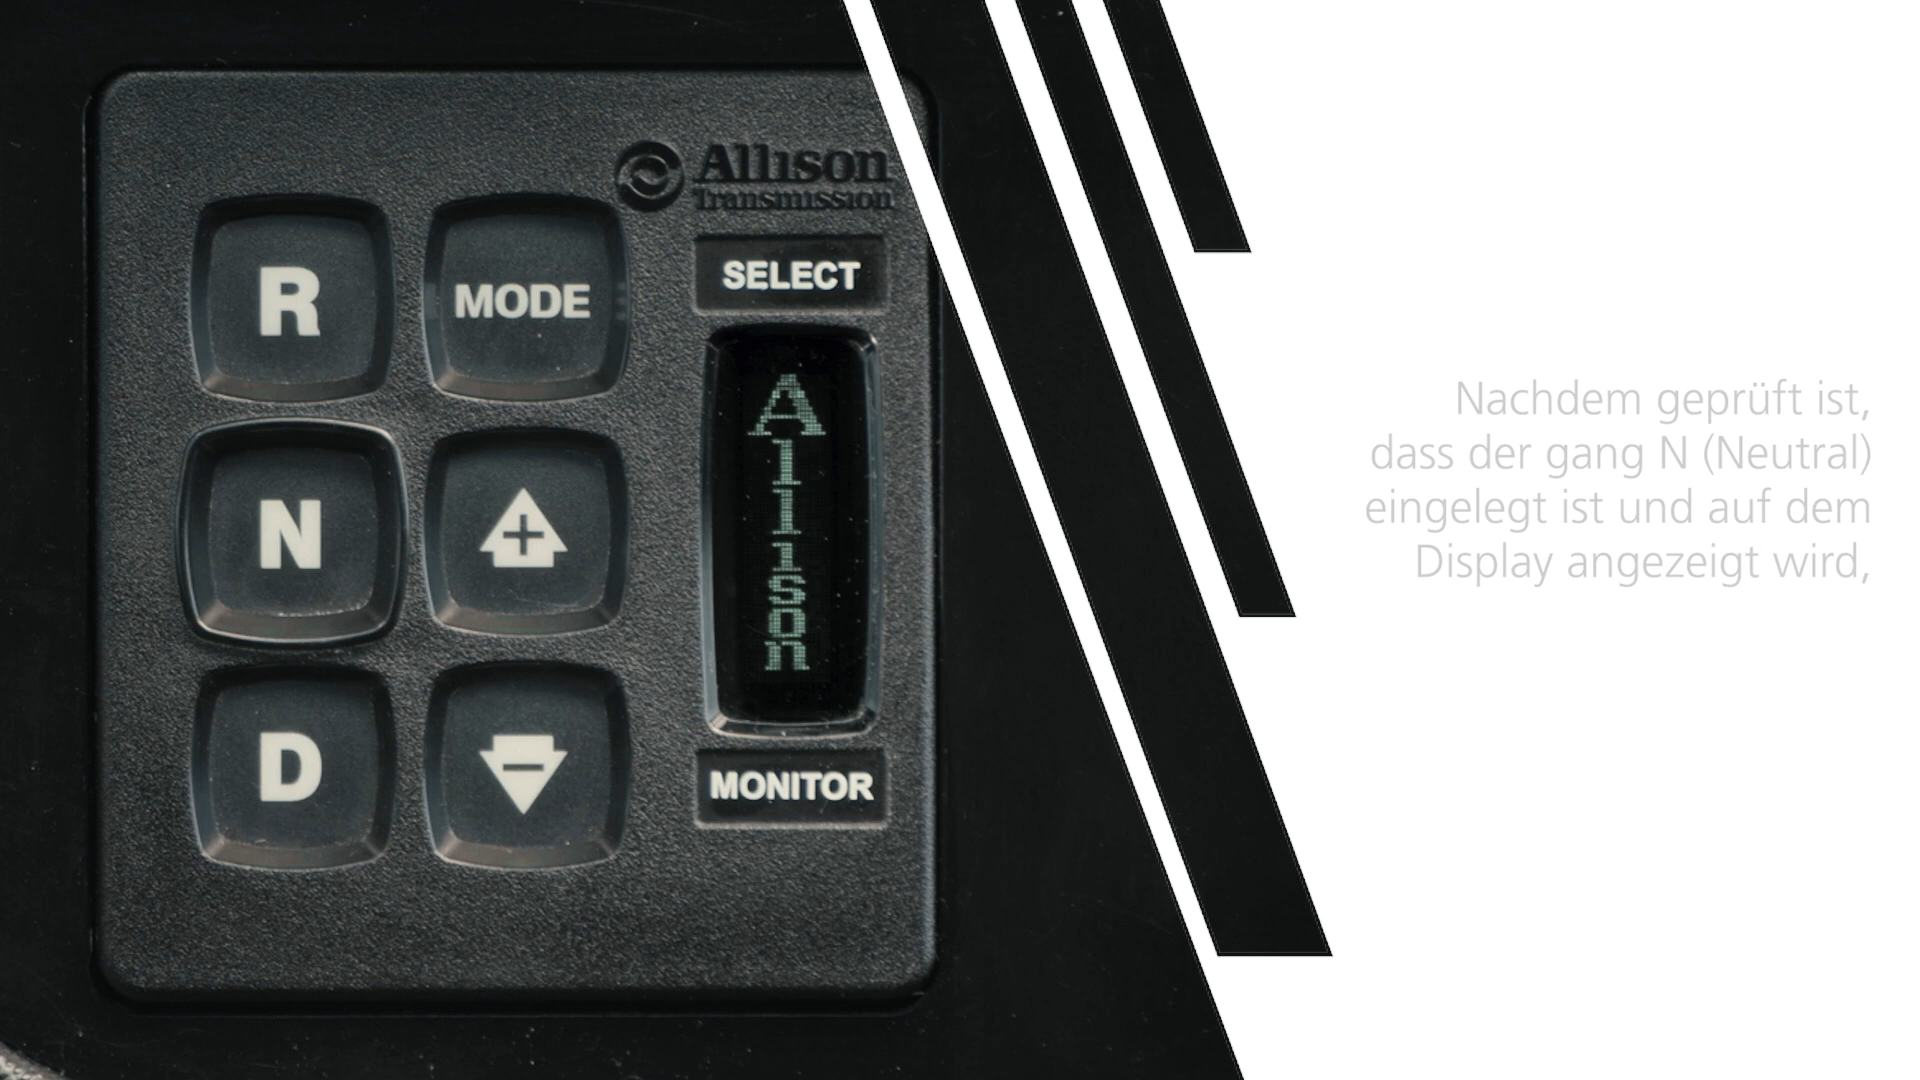 Allison
Transmission
R
MODE
SELECT
N
+
Allison
D
-
MONITOR
Nachdem geprüft ist,
dass der gang N (Neutral)
eingelegt ist und auf dem
Display angezeigt wird,